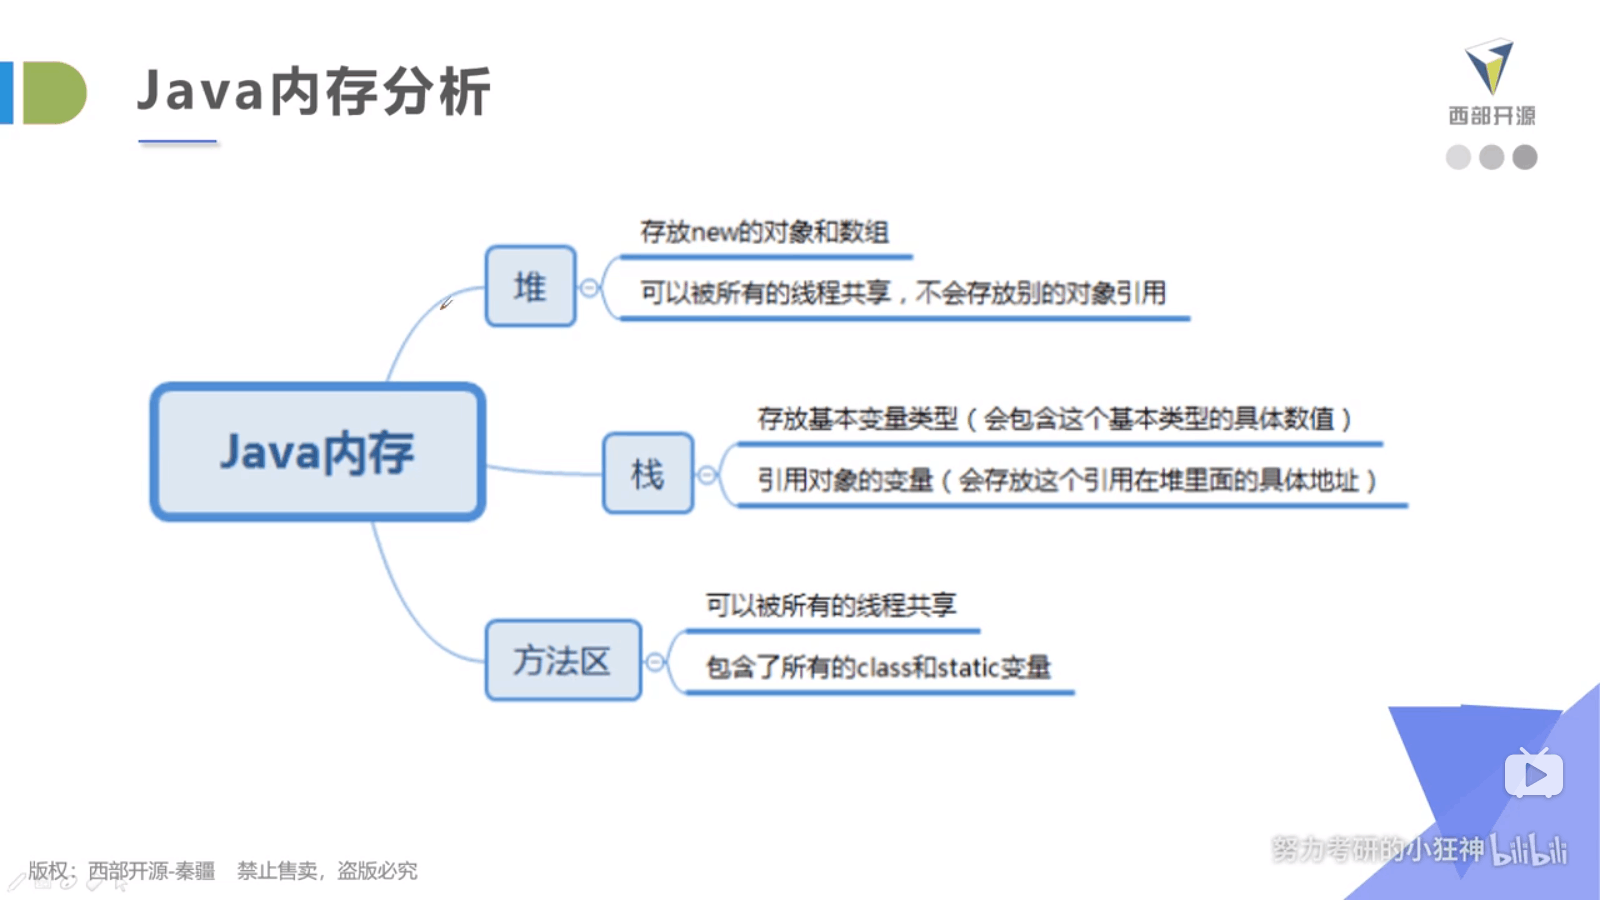 Java内存分析
西部开源
存放new的对象和数组
堆
可以被所有的线程共享，不会存放别的对象引用
存放基本变量类型（会包含这个基本类型的具体数值）
Java内存
栈
引用对象的变量（会存放这个引用在堆里面的具体地址）
可以被所有的线程共享
方法区
包含了所有的class和static变量
努力考研的小狂神 bilibili
版权：西部开源-秦疆 禁止售卖，盗版必究